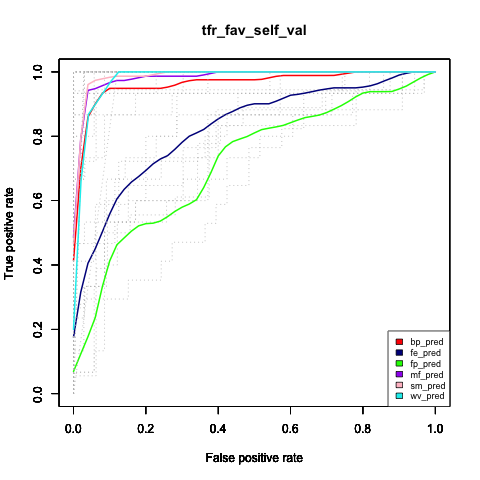 tfr_fav_self_val
True positive rate
1.0
0.8
0.6
0.4
0.2
0.0
0.0 0.2 0.4 0.6 0.8 1.0
False positive rate
bp_pred
fe_pred
fp_pred
mf_pred
sm_pred
wv_pred